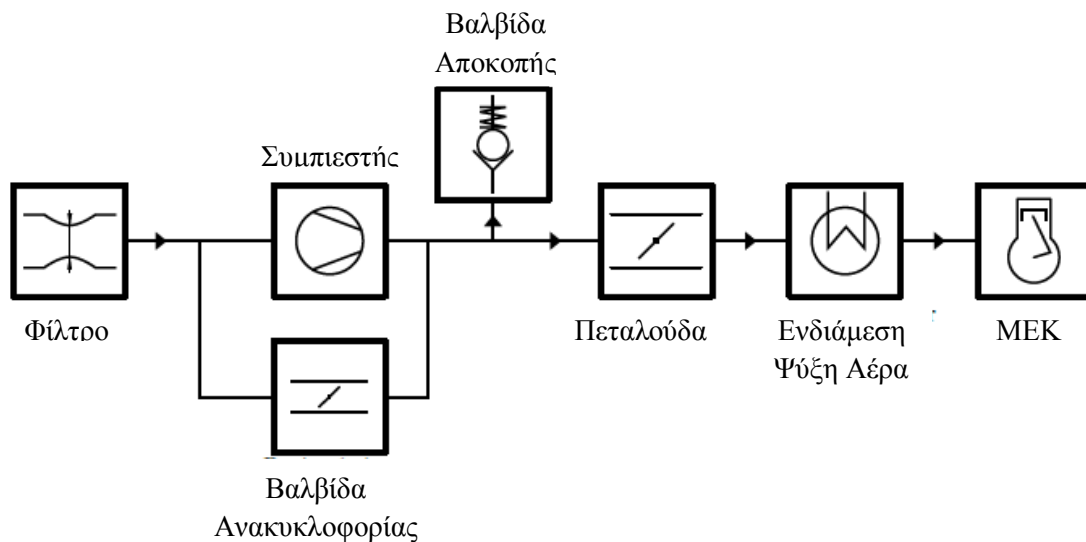 Βαλβίδα
Αποκοπής
Συμπιεστής
Φίλτρο
Πεταλούδα
Ενδιάμεση
Ψύξη Αέρα
ΜΕΚ
Βαλβίδα
Ανακυκλοφορίας